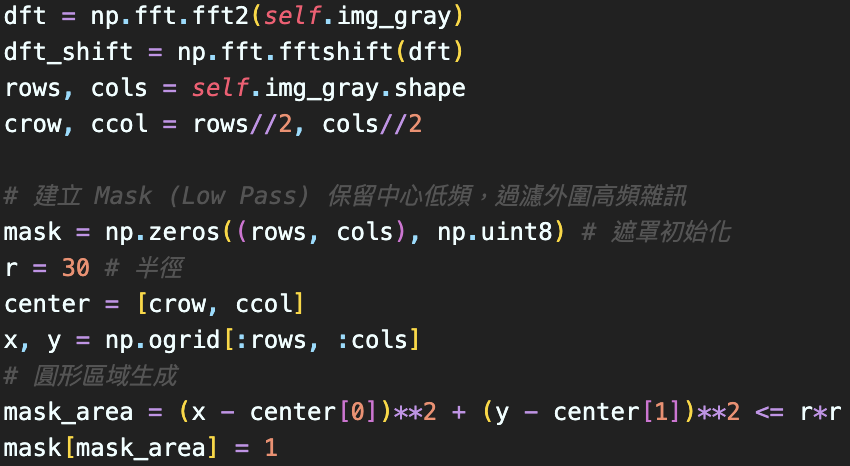 dft = np.fft.fft2(self.img_gray)
dft_shift = np.fft.fftshift(dft)
rows, cols = self.img_gray.shape
crow, ccol = rows//2, cols//2
# 建立 Mask (Low Pass) 保留中心低頻，過濾外圍高頻雜訊
mask = np.zeros((rows, cols), np.uint8) # 遮罩初始化
r = 30 # 半徑
center = [crow, ccol]
x, y = np.ogrid[:rows, :cols]
# 圓形區域生成
mask_area = (x - center[0])**2 + (y - center[1])**2 <= r*r
mask[mask_area] = 1